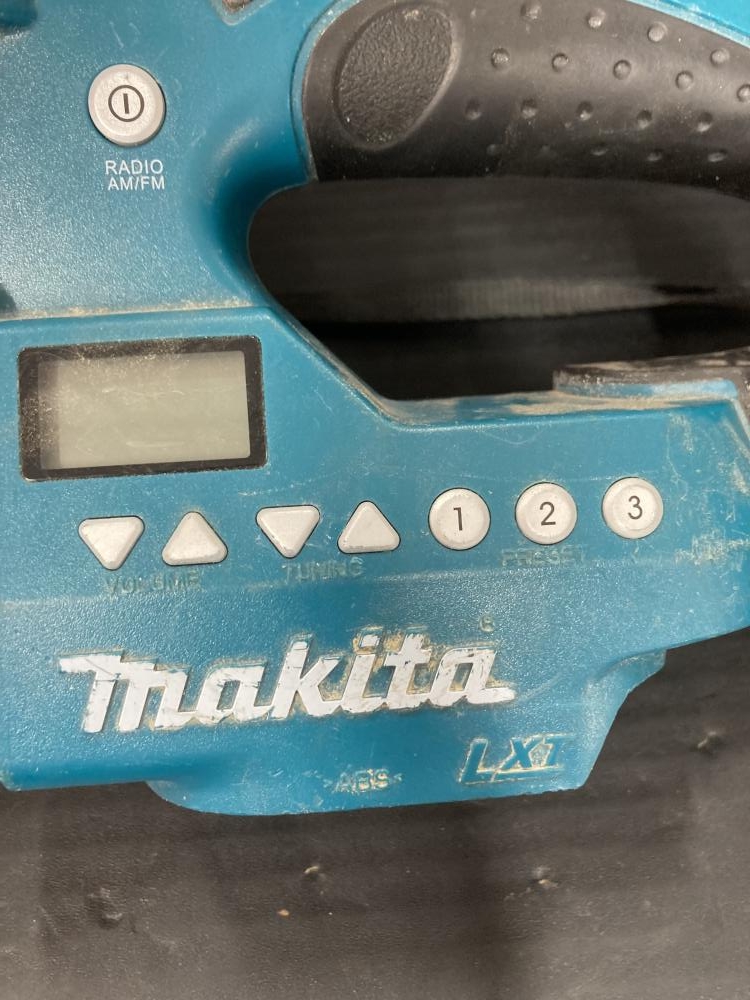 RADIO
AM/FM
1 2 3
VOLUME TUNING PRESET
makita®
LXT
>ABS<